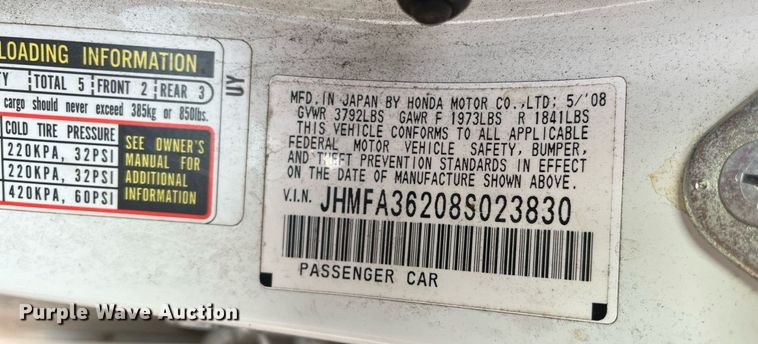 LOADING INFORMATION
TY TOTAL 5 FRONT 2 REAR 3
cargo should never exceed 385kg or 850lbs.
COLD TIRE PRESSURE
220KPA, 32PSI
220KPA, 32PSI
420KPA, 60PSI
SEE OWNER'S
MANUAL FOR
ADDITIONAL
INFORMATION
MFD. IN JAPAN BY HONDA MOTOR CO., LTD; 5/'08
GVWR 3792LBS GAWR F 1973LBS R 1841LBS
THIS VEHICLE CONFORMS TO ALL APPLICABLE
FEDERAL MOTOR VEHICLE SAFETY, BUMPER,
AND THEFT PREVENTION STANDARDS IN EFFECT
ON THE DATE OF MANUFACTURE SHOWN ABOVE.
V.I.N. JHMFA36208S023830
PASSENGER CAR
Purple Wave Auction